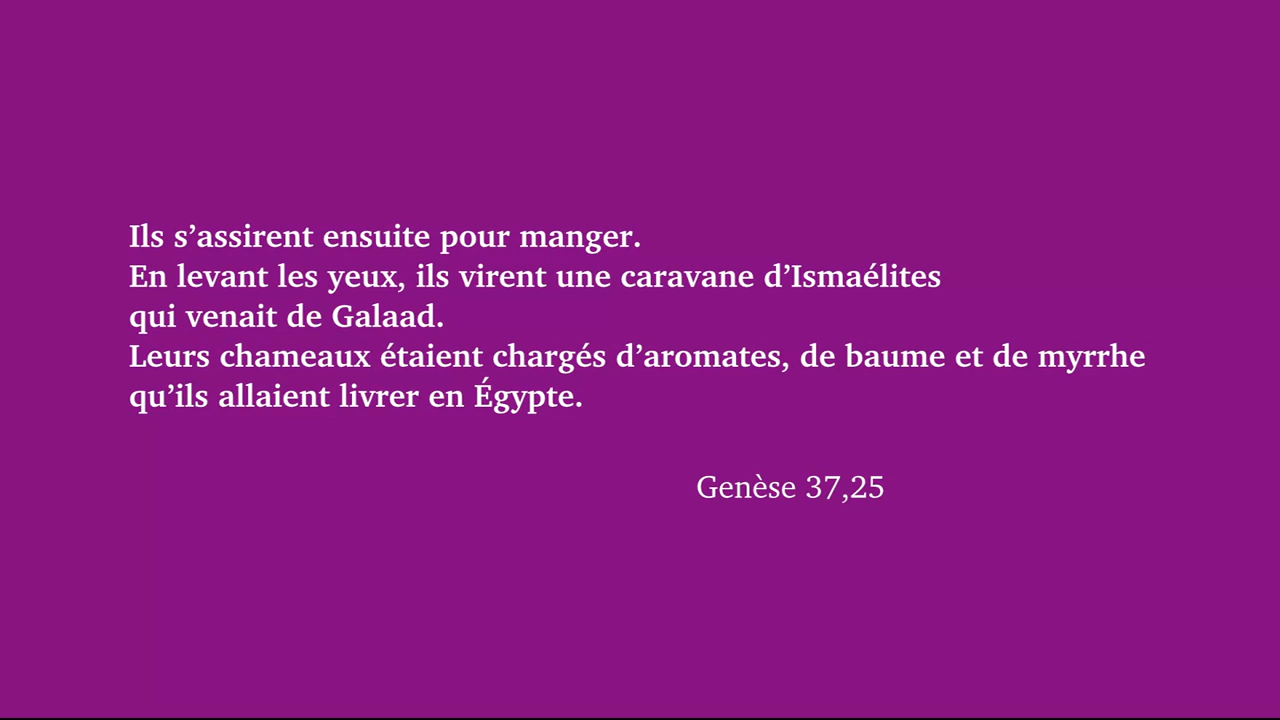 Ils s’assirent ensuite pour manger.
En levant les yeux, ils virent une caravane d’Ismaélites
qui venait de Galaad.
Leurs chameaux étaient chargés d’aromates, de baume et de myrrhe
qu’ils allaient livrer en Égypte.
Genèse 37,25